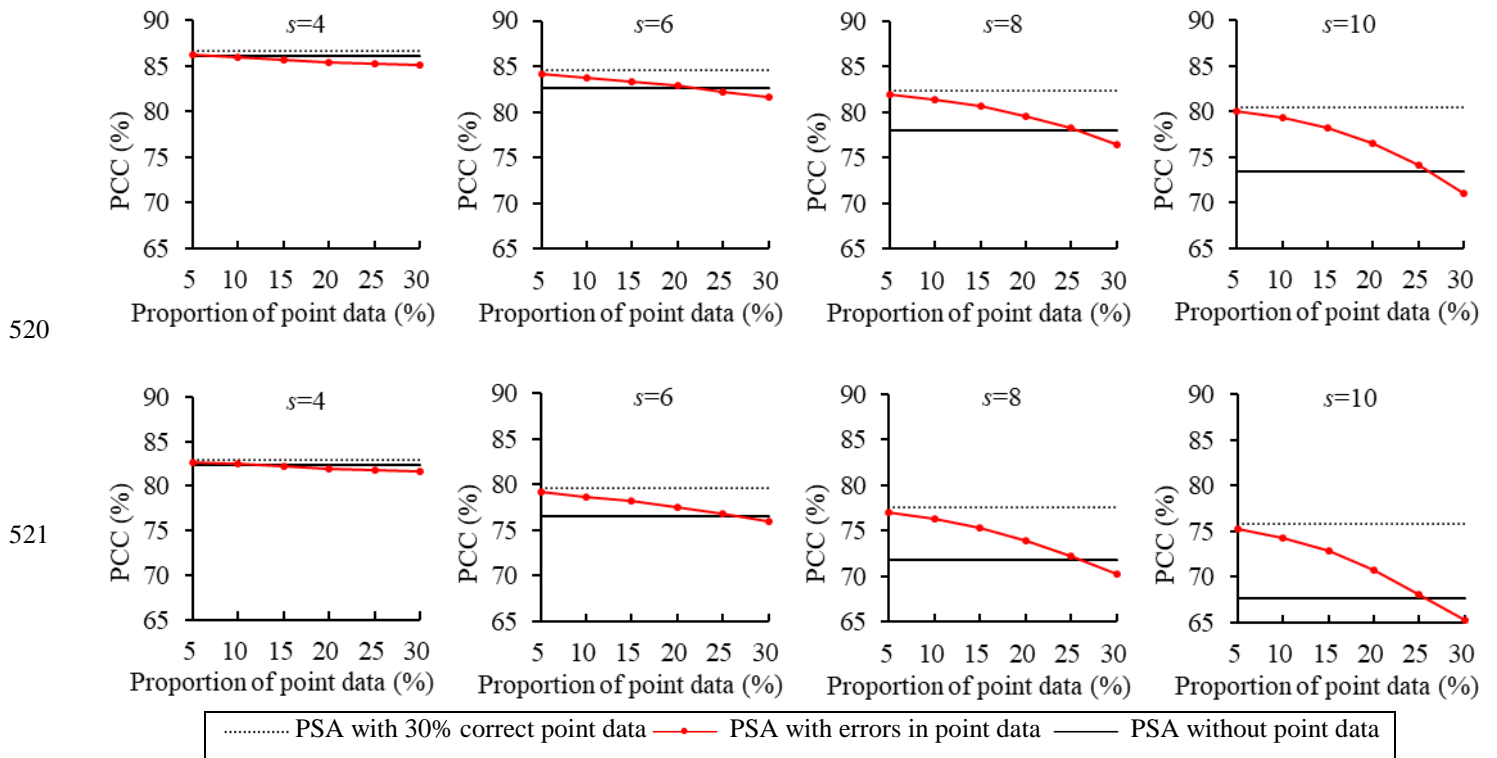 s=4
s=6
s=8
s=10
90 85 80 75 70 65
90 85 80 75 70 65
90 85 80 75 70 65
90 85 80 75 70 65
PCC (%)
PCC (%)
PCC (%)
PCC (%)
5 10 15 20 25 30
5 10 15 20 25 30
5 10 15 20 25 30
5 10 15 20 25 30
Proportion of point data (%)
Proportion of point data (%)
Proportion of point data (%)
Proportion of point data (%)
520
s=4
s=6
s=8
s=10
90 85 80 75 70 65
90 85 80 75 70 65
90 85 80 75 70 65
90 85 80 75 70 65
PCC (%)
PCC (%)
PCC (%)
PCC (%)
521
5 10 15 20 25 30
5 10 15 20 25 30
5 10 15 20 25 30
5 10 15 20 25 30
Proportion of point data (%)
Proportion of point data (%)
Proportion of point data (%)
Proportion of point data (%)
PSA with 30% correct point data PSA with errors in point data PSA without point data